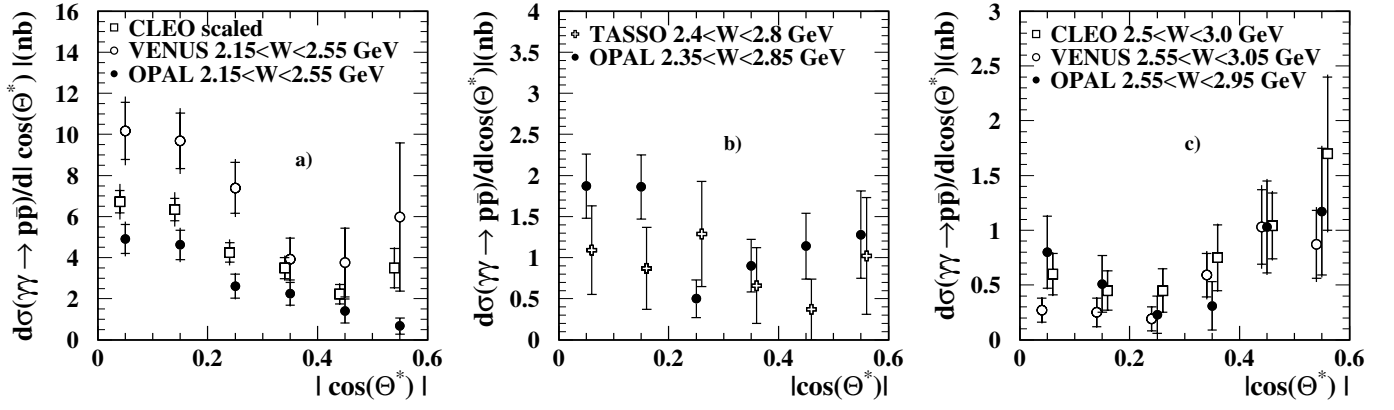 dσ(γγ → pp̄)/d| cos(Θ*) |(nb)
16
14
12
10
8
6
4
2
0
CLEO scaled
VENUS 2.15<W<2.55 GeV
OPAL 2.15<W<2.55 GeV
a)
0 0.2 0.4 0.6
| cos(Θ*) |
dσ(γγ → pp̄)/d|cos(Θ*)|(nb)
4
3.5
3
2.5
2
1.5
1
0.5
0
TASSO 2.4<W<2.8 GeV
OPAL 2.35<W<2.85 GeV
b)
0 0.2 0.4 0.6
|cos(Θ*)|
dσ(γγ → pp̄)/d|cos(Θ*)|(nb)
3
2.5
2
1.5
1
0.5
0
CLEO 2.5<W<3.0 GeV
VENUS 2.55<W<3.05 GeV
OPAL 2.55<W<2.95 GeV
c)
0 0.2 0.4 0.6
|cos(Θ*) |